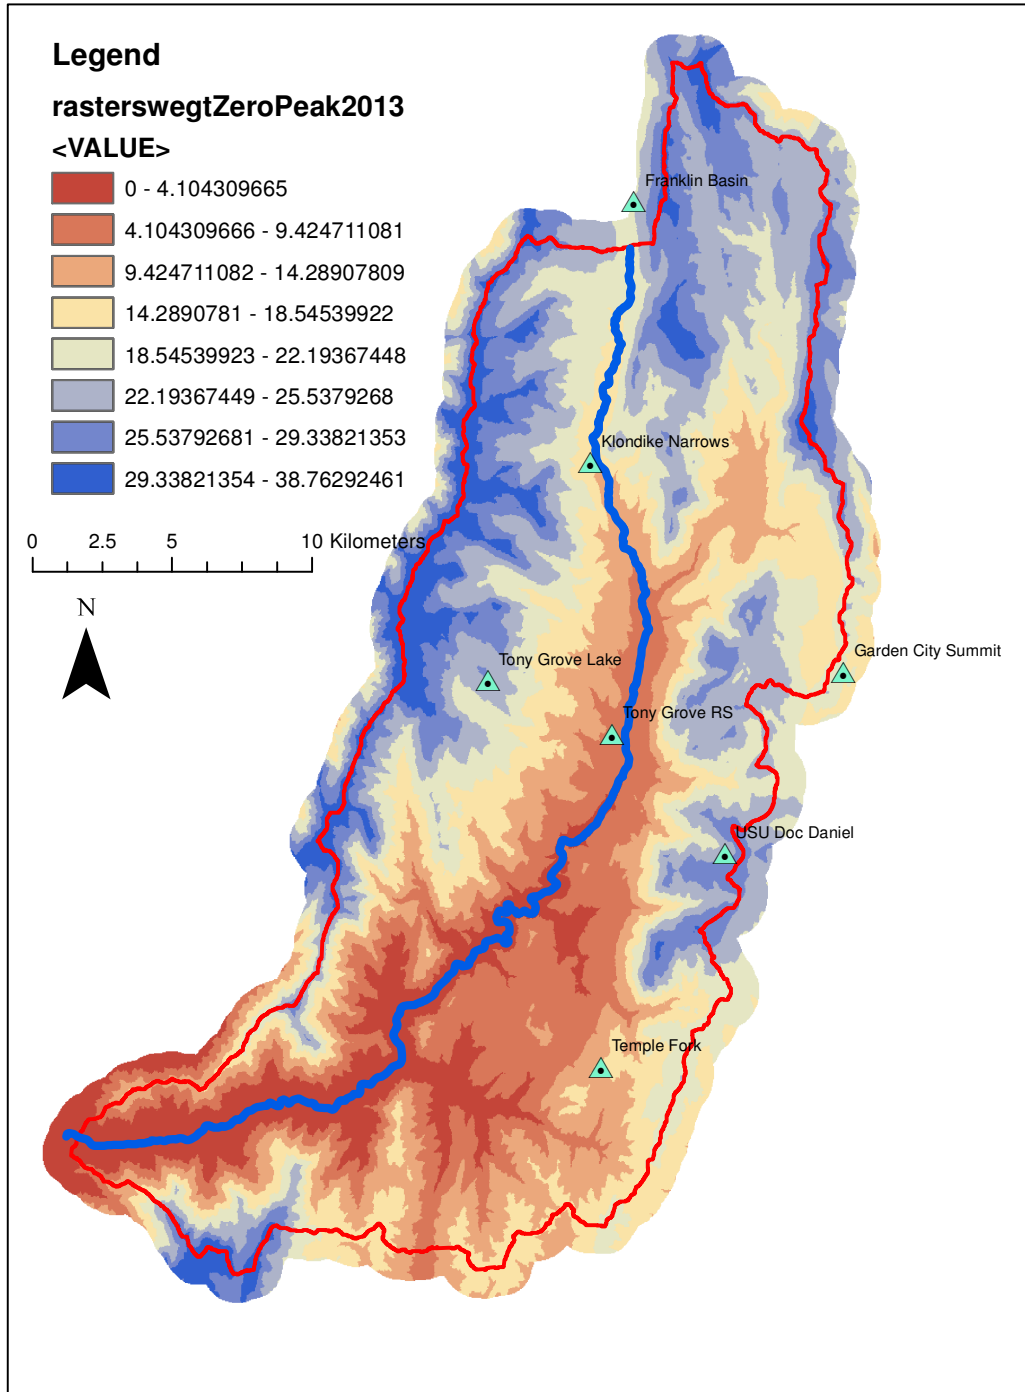 Legend
rasterswegtZeroPeak2013
<VALUE>
0 - 4.104309665
4.104309666 - 9.424711081
9.424711082 - 14.28907809
14.2890781 - 18.54539922
18.54539923 - 22.19367448
22.19367449 - 25.5379268
25.53792681 - 29.33821353
29.33821354 - 38.76292461
0 2.5 5 10 Kilometers
N
Franklin Basin
Klondike Narrows
Tony Grove Lake
Garden City Summit
Tony Grove RS
USU Doc Daniel
Temple Fork